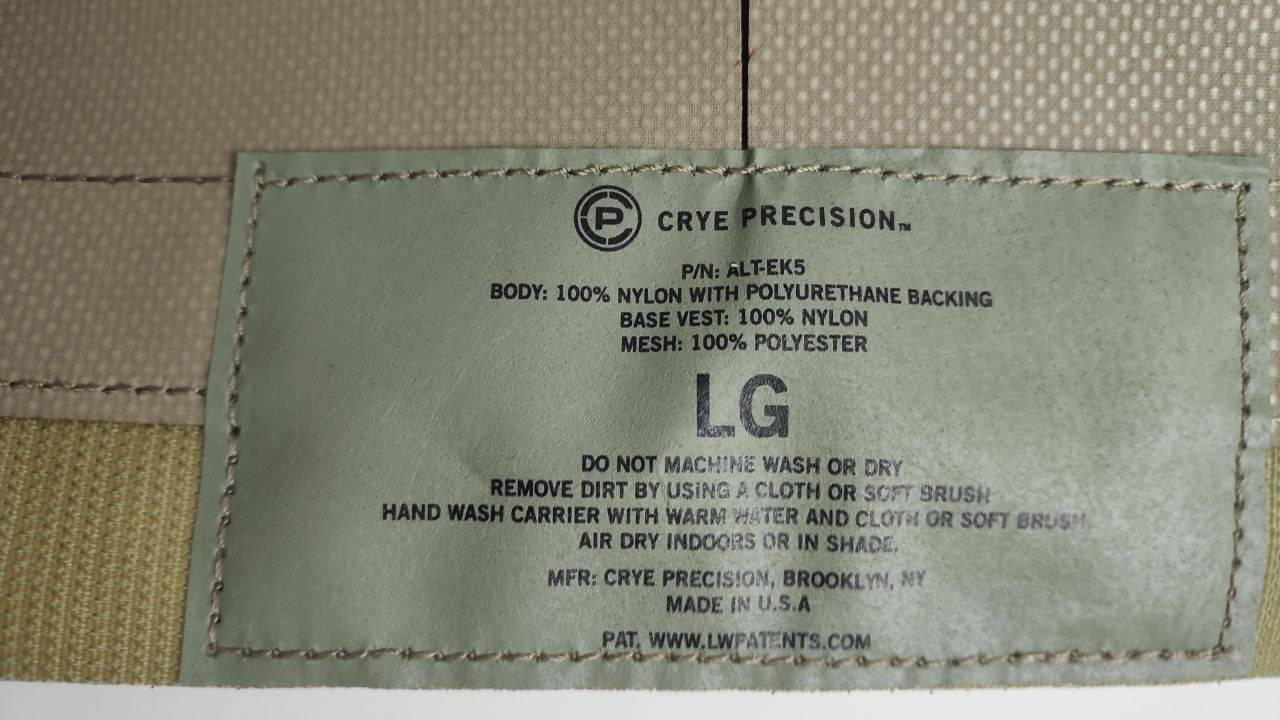 CP CRYE PRECISION™
P/N: ALT-EK5
BODY: 100% NYLON WITH POLYURETHANE BACKING
BASE VEST: 100% NYLON
MESH: 100% POLYESTER
LG
DO NOT MACHINE WASH OR DRY
REMOVE DIRT BY USING A CLOTH OR SOFT BRUSH
HAND WASH CARRIER WITH WARM WATER AND CLOTH OR SOFT BRUSH.
AIR DRY INDOORS OR IN SHADE.
MFR: CRYE PRECISION, BROOKLYN, NY
MADE IN U.S.A
PAT. WWW.LWPATENTS.COM